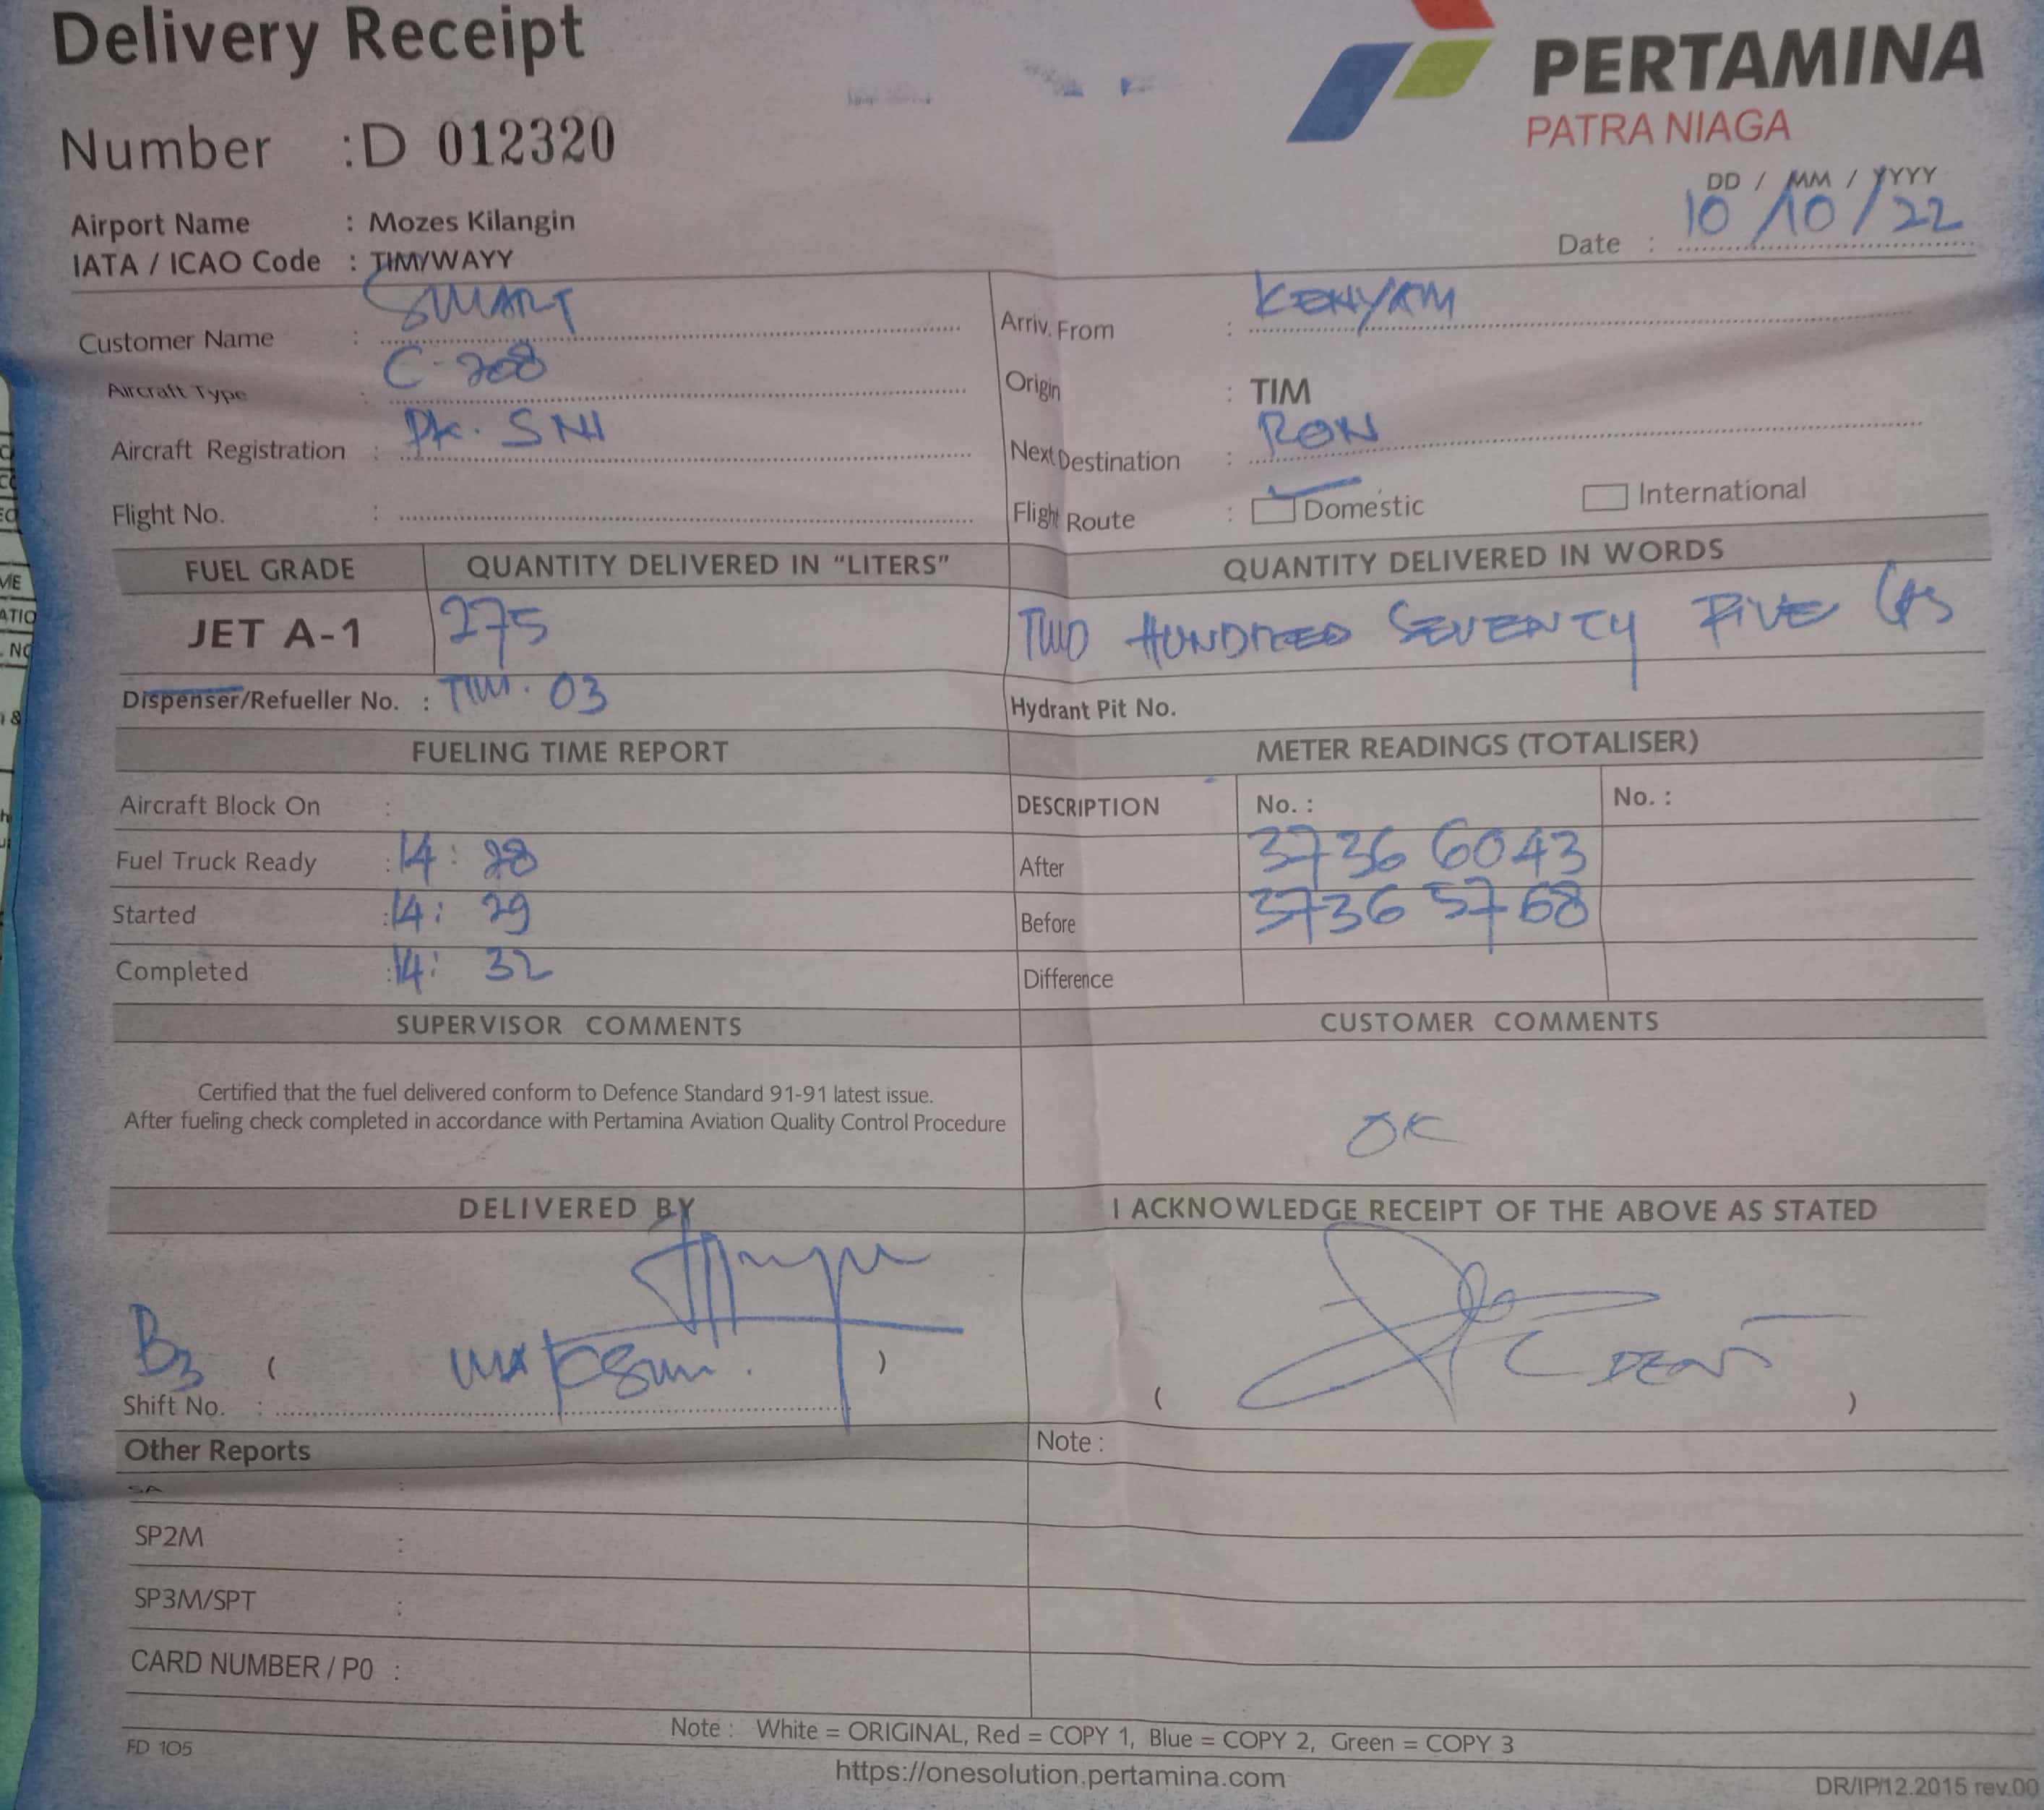 Delivery Receipt
PERTAMINA
PATRA NIAGA
Number : D 012320
DD / MM / YYYY
Date : 10/10/22
Airport Name : Mozes Kilangin
IATA / ICAO Code : TIM/WAYY
Customer Name : SMART
Arriv. From : KENYAM
Aircraft Type : C-208
Origin : TIM
Aircraft Registration : Pk. SNH
Next Destination : RON
Flight No. :
Flight Route : Domestic International
FUEL GRADE QUANTITY DELIVERED IN "LITERS" QUANTITY DELIVERED IN WORDS
JET A-1 275 TWO HUNDRED SEVENTY FIVE
Dispenser/Refueller No. : TIM. 03
Hydrant Pit No.
FUELING TIME REPORT METER READINGS (TOTALISER)
Aircraft Block On : DESCRIPTION No. : No. :
Fuel Truck Ready : 14: 28 After 3736 6043
Started : 14: 29 Before 3736 5768
Completed : 14: 32 Difference
SUPERVISOR COMMENTS CUSTOMER COMMENTS
Certified that the fuel delivered conform to Defence Standard 91-91 latest issue.
After fueling check completed in accordance with Pertamina Aviation Quality Control Procedure
OK
DELIVERED BY I ACKNOWLEDGE RECEIPT OF THE ABOVE AS STATED
B3 ( )
Shift No. : ( )
Other Reports Note :
SA :
SP2M :
SP3M/SPT :
CARD NUMBER / P0 :
Note : White = ORIGINAL, Red = COPY 1, Blue = COPY 2, Green = COPY 3
FD 105
https://onesolution.pertamina.com
DR/IP/12.2015 rev.00